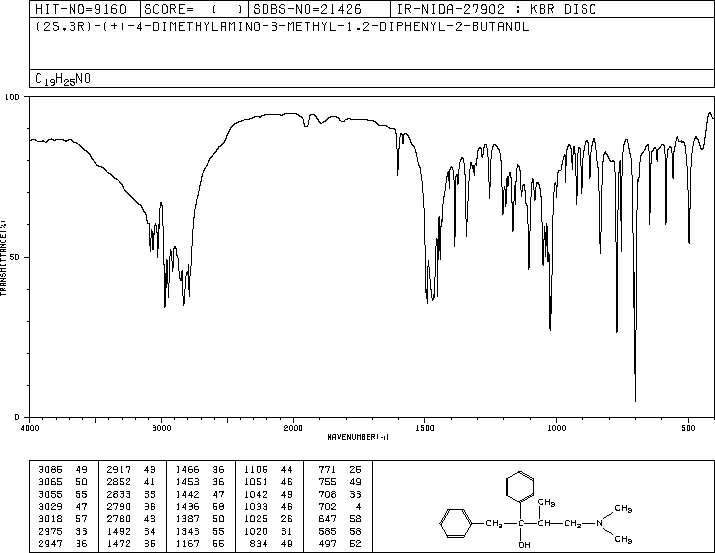 HIT-NO=9160 SCORE= ( ) SDBS-NO=21426 IR-NIDA-27902 : KBR DISC
(2S,3R)-(+)-4-DIMETHYLAMINO-3-METHYL-1,2-DIPHENYL-2-BUTANOL
C19H25NO
100
50
0
TRANSMITTANCE(%)
4000 3000 2000 1500 1000 500
WAVENUMBER(-1)
3086 49 2917 49 1466 36 1106 44 771 26
3065 50 2852 41 1453 36 1051 46 755 49
3055 55 2833 35 1442 47 1042 49 708 33
3029 47 2790 36 1436 68 1033 46 702 4
3018 57 2780 43 1387 50 1025 26 647 58
2975 33 1492 34 1343 55 1020 31 585 58
2947 36 1472 36 1167 55 834 49 497 52
CH3 CH3
CH2 C CH CH2 N
OH CH3